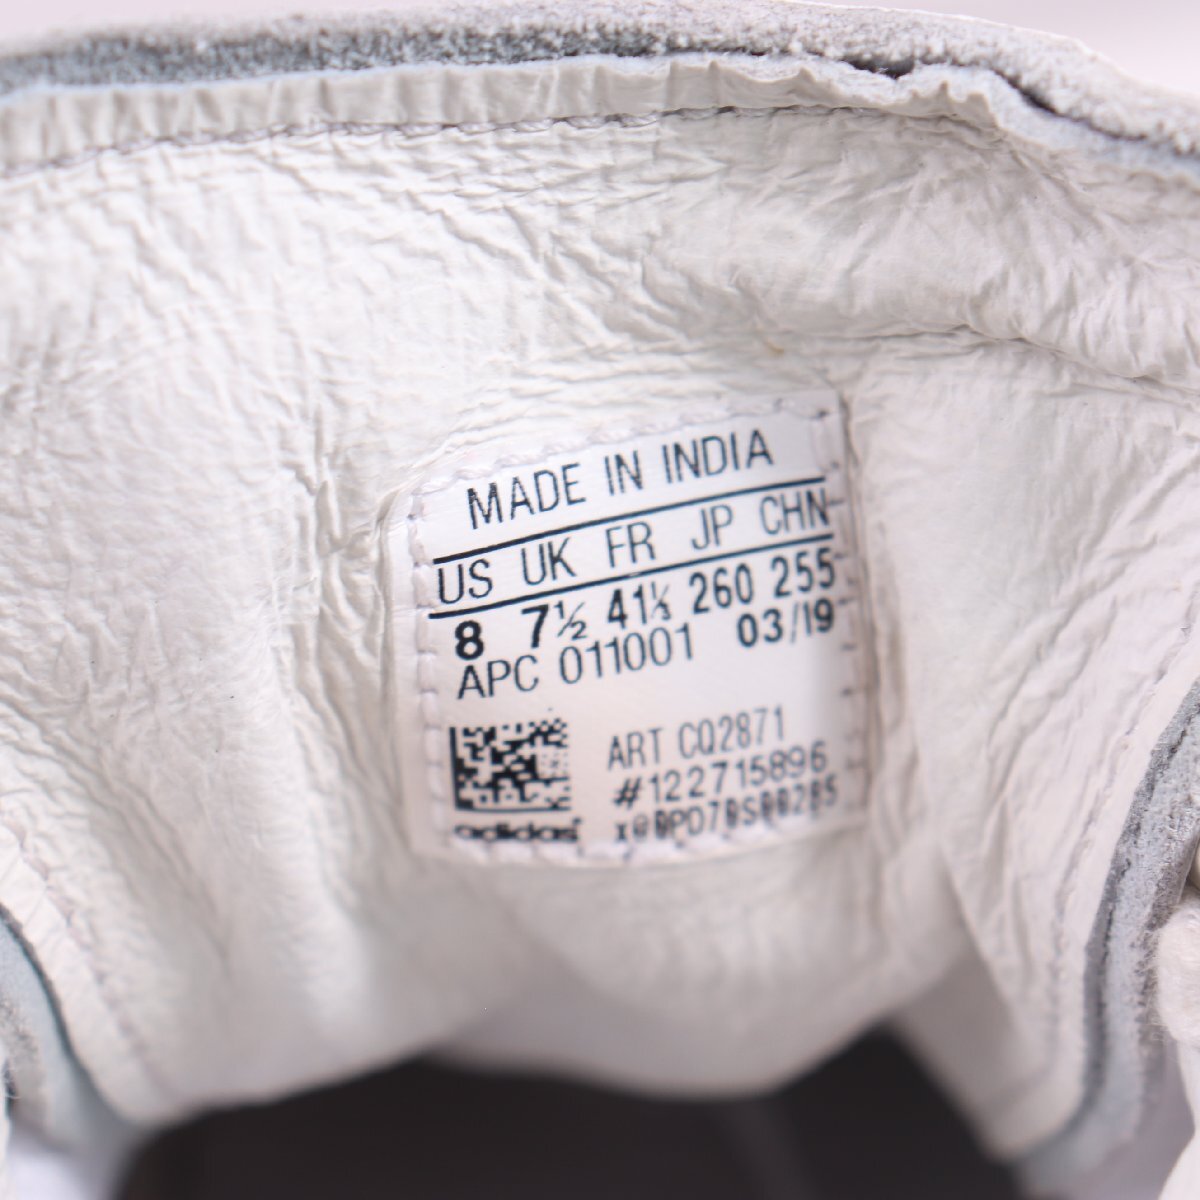 MADE IN INDIA
US UK FR JP CHN
8 7½ 41⅓ 260 255
APC 011001 03/19
ART CQ2871
#122715896
adidas